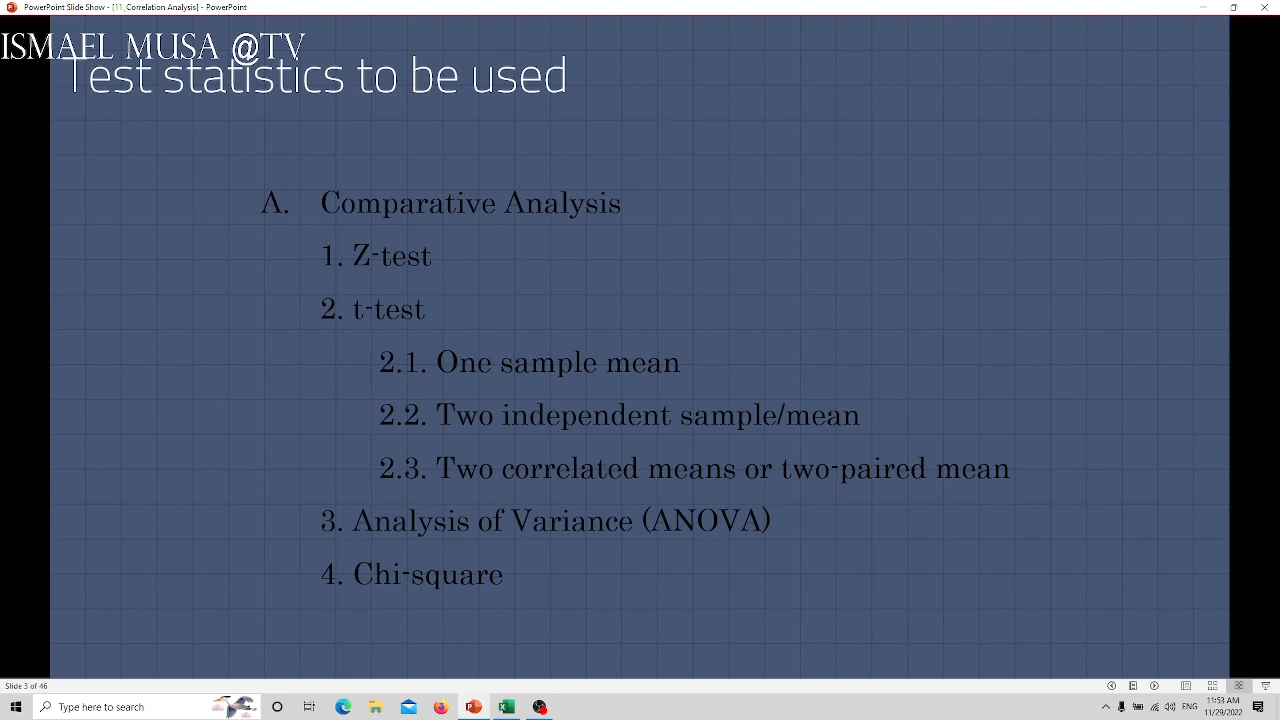 PowerPoint Slide Show - [11_Correlation Analysis] - PowerPoint
ISMAEL MUSA @TV
Test statistics to be used
A. Comparative Analysis
1. Z-test
2. t-test
2.1. One sample mean
2.2. Two independent sample/mean
2.3. Two correlated means or two-paired mean
3. Analysis of Variance (ANOVA)
4. Chi-square
Slide 3 of 46
Type here to search
ENG
11:53 AM
11/29/2022